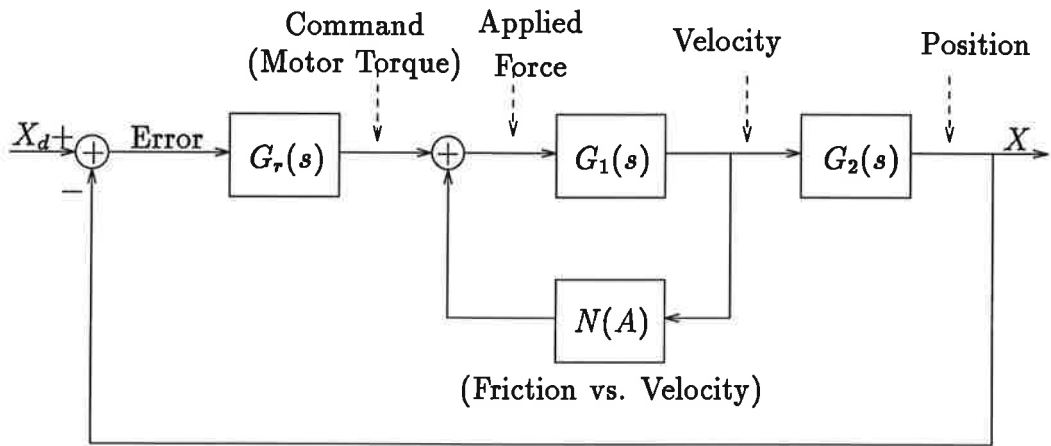 Command
(Motor Torque)
Applied
Force
Velocity
Position
X_d +
Error
G_r(s)
+
G_1(s)
G_2(s)
X
+
−
N(A)
(Friction vs. Velocity)